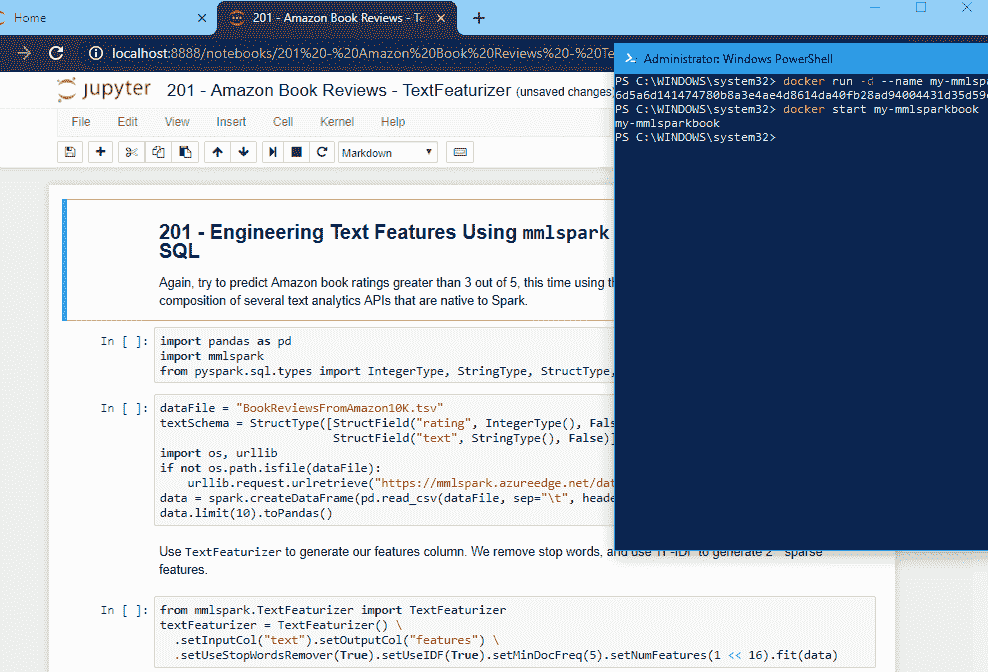 Home
201 - Amazon Book Reviews - Te
localhost:8888/notebooks/201%20-%20Amazon%20Book%20Reviews%20-%20Te
jupyter 201 - Amazon Book Reviews - TextFeaturizer (unsaved changes)
File Edit View Insert Cell Kernel Help
Markdown
201 - Engineering Text Features Using mmlspark
SQL
Again, try to predict Amazon book ratings greater than 3 out of 5, this time using th
composition of several text analytics APIs that are native to Spark.
In [ ]: import pandas as pd
import mmlspark
from pyspark.sql.types import IntegerType, StringType, StructType,
In [ ]: dataFile = "BookReviewsFromAmazon10K.tsv"
textSchema = StructType([StructField("rating", IntegerType(), Fals
StructField("text", StringType(), False)]
import os, urllib
if not os.path.isfile(dataFile):
urllib.request.urlretrieve("https://mmlspark.azureedge.net/dat
data = spark.createDataFrame(pd.read_csv(dataFile, sep="\t", heade
data.limit(10).toPandas()
Use TextFeaturizer to generate our features column. We remove stop words, and use TF-IDF to generate 2 sparse
features.
In [ ]: from mmlspark.TextFeaturizer import TextFeaturizer
textFeaturizer = TextFeaturizer() \
.setInputCol("text").setOutputCol("features") \
.setUseStopWordsRemover(True).setUseIDF(True).setMinDocFreq(5).setNumFeatures(1 << 16).fit(data)
Administrator: Windows PowerShell
PS C:\WINDOWS\system32> docker run -d --name my-mmlspa
6d5a6d141474780b8a3e4ae4d8614da40fb28ad94004431d35d59
PS C:\WINDOWS\system32> docker start my-mmlsparkbook
my-mmlsparkbook
PS C:\WINDOWS\system32>